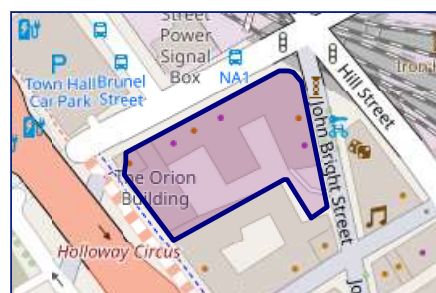 Street
Power
Signal
Box
Town Hall
Car Park
Brunel
Street
NA1
Hill Street
Iron H
John Bright Street
The Orion
Building
Holloway Circus
Jo